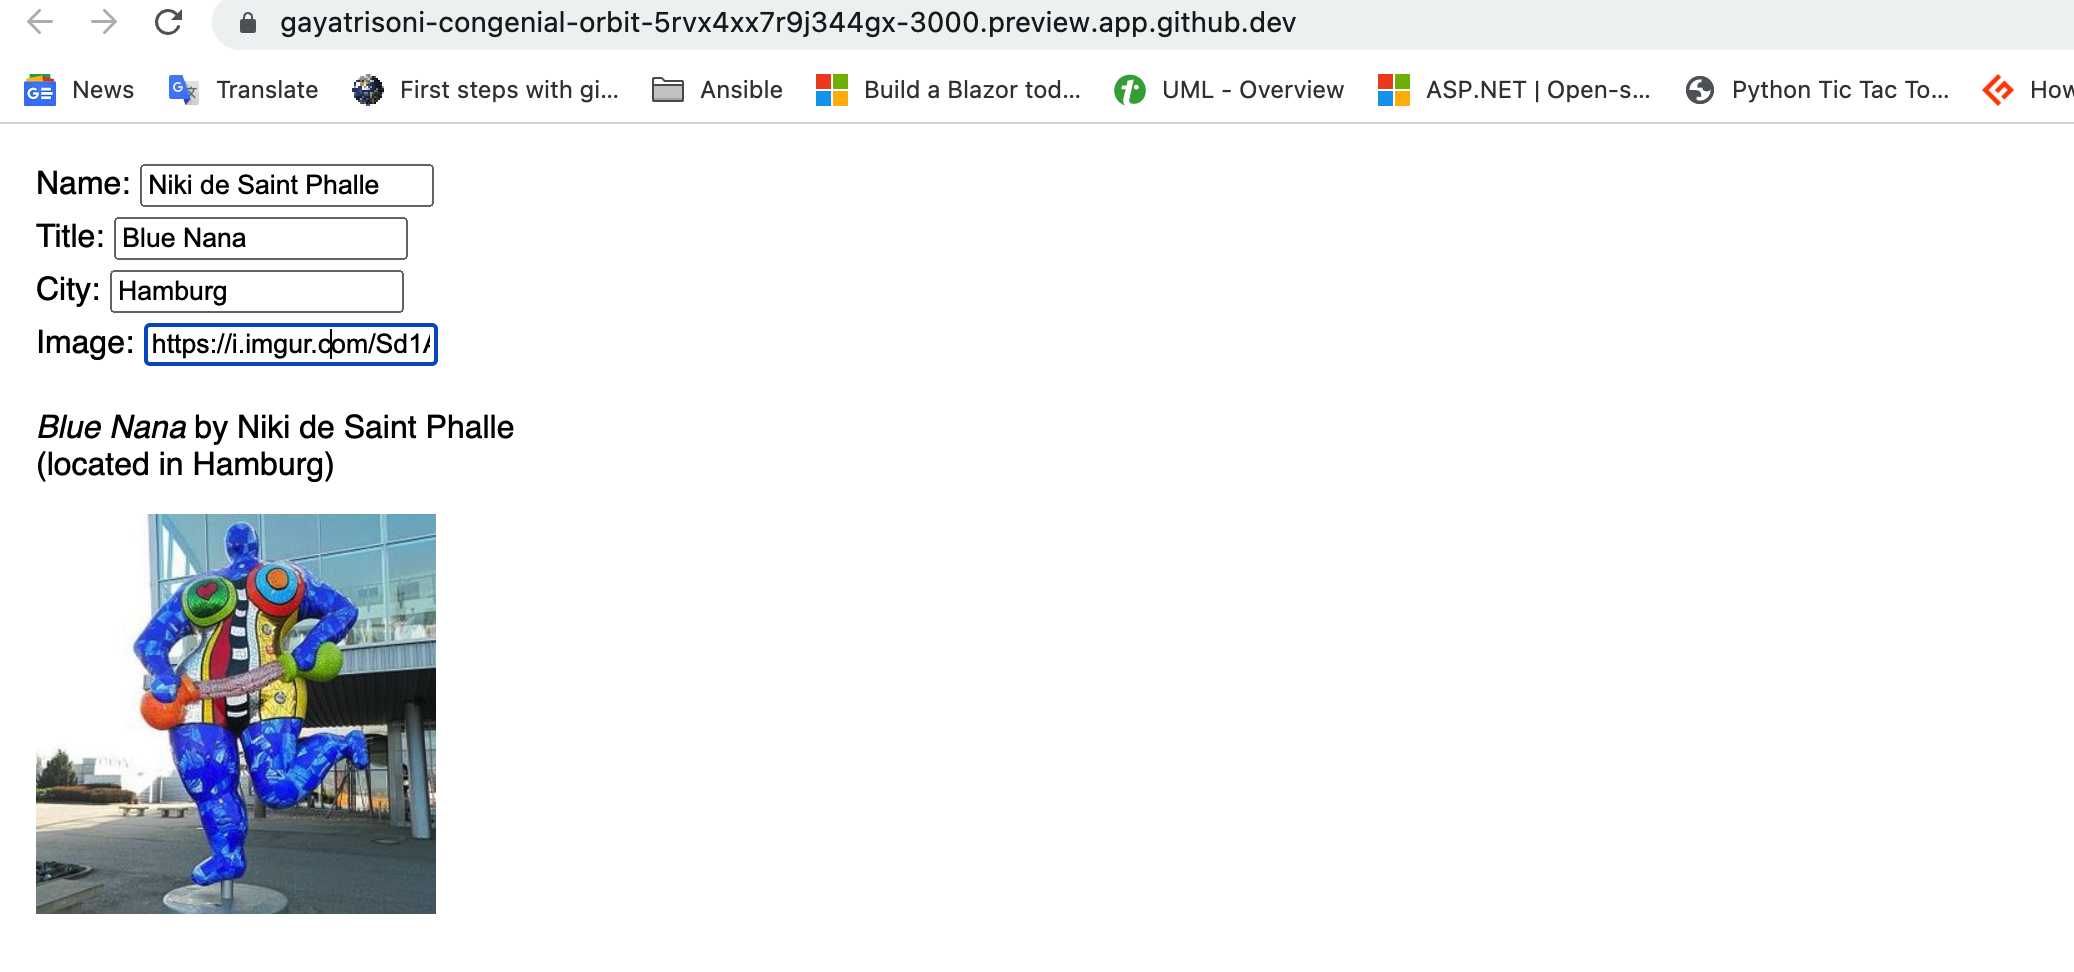 gayatrisoni-congenial-orbit-5rvx4xx7r9j344gx-3000.preview.app.github.dev
News Translate First steps with gi... Ansible Build a Blazor tod... UML - Overview ASP.NET | Open-s... Python Tic Tac To... How
Name: Niki de Saint Phalle
Title: Blue Nana
City: Hamburg
Image: https://i.imgur.com/Sd1A
Blue Nana by Niki de Saint Phalle
(located in Hamburg)